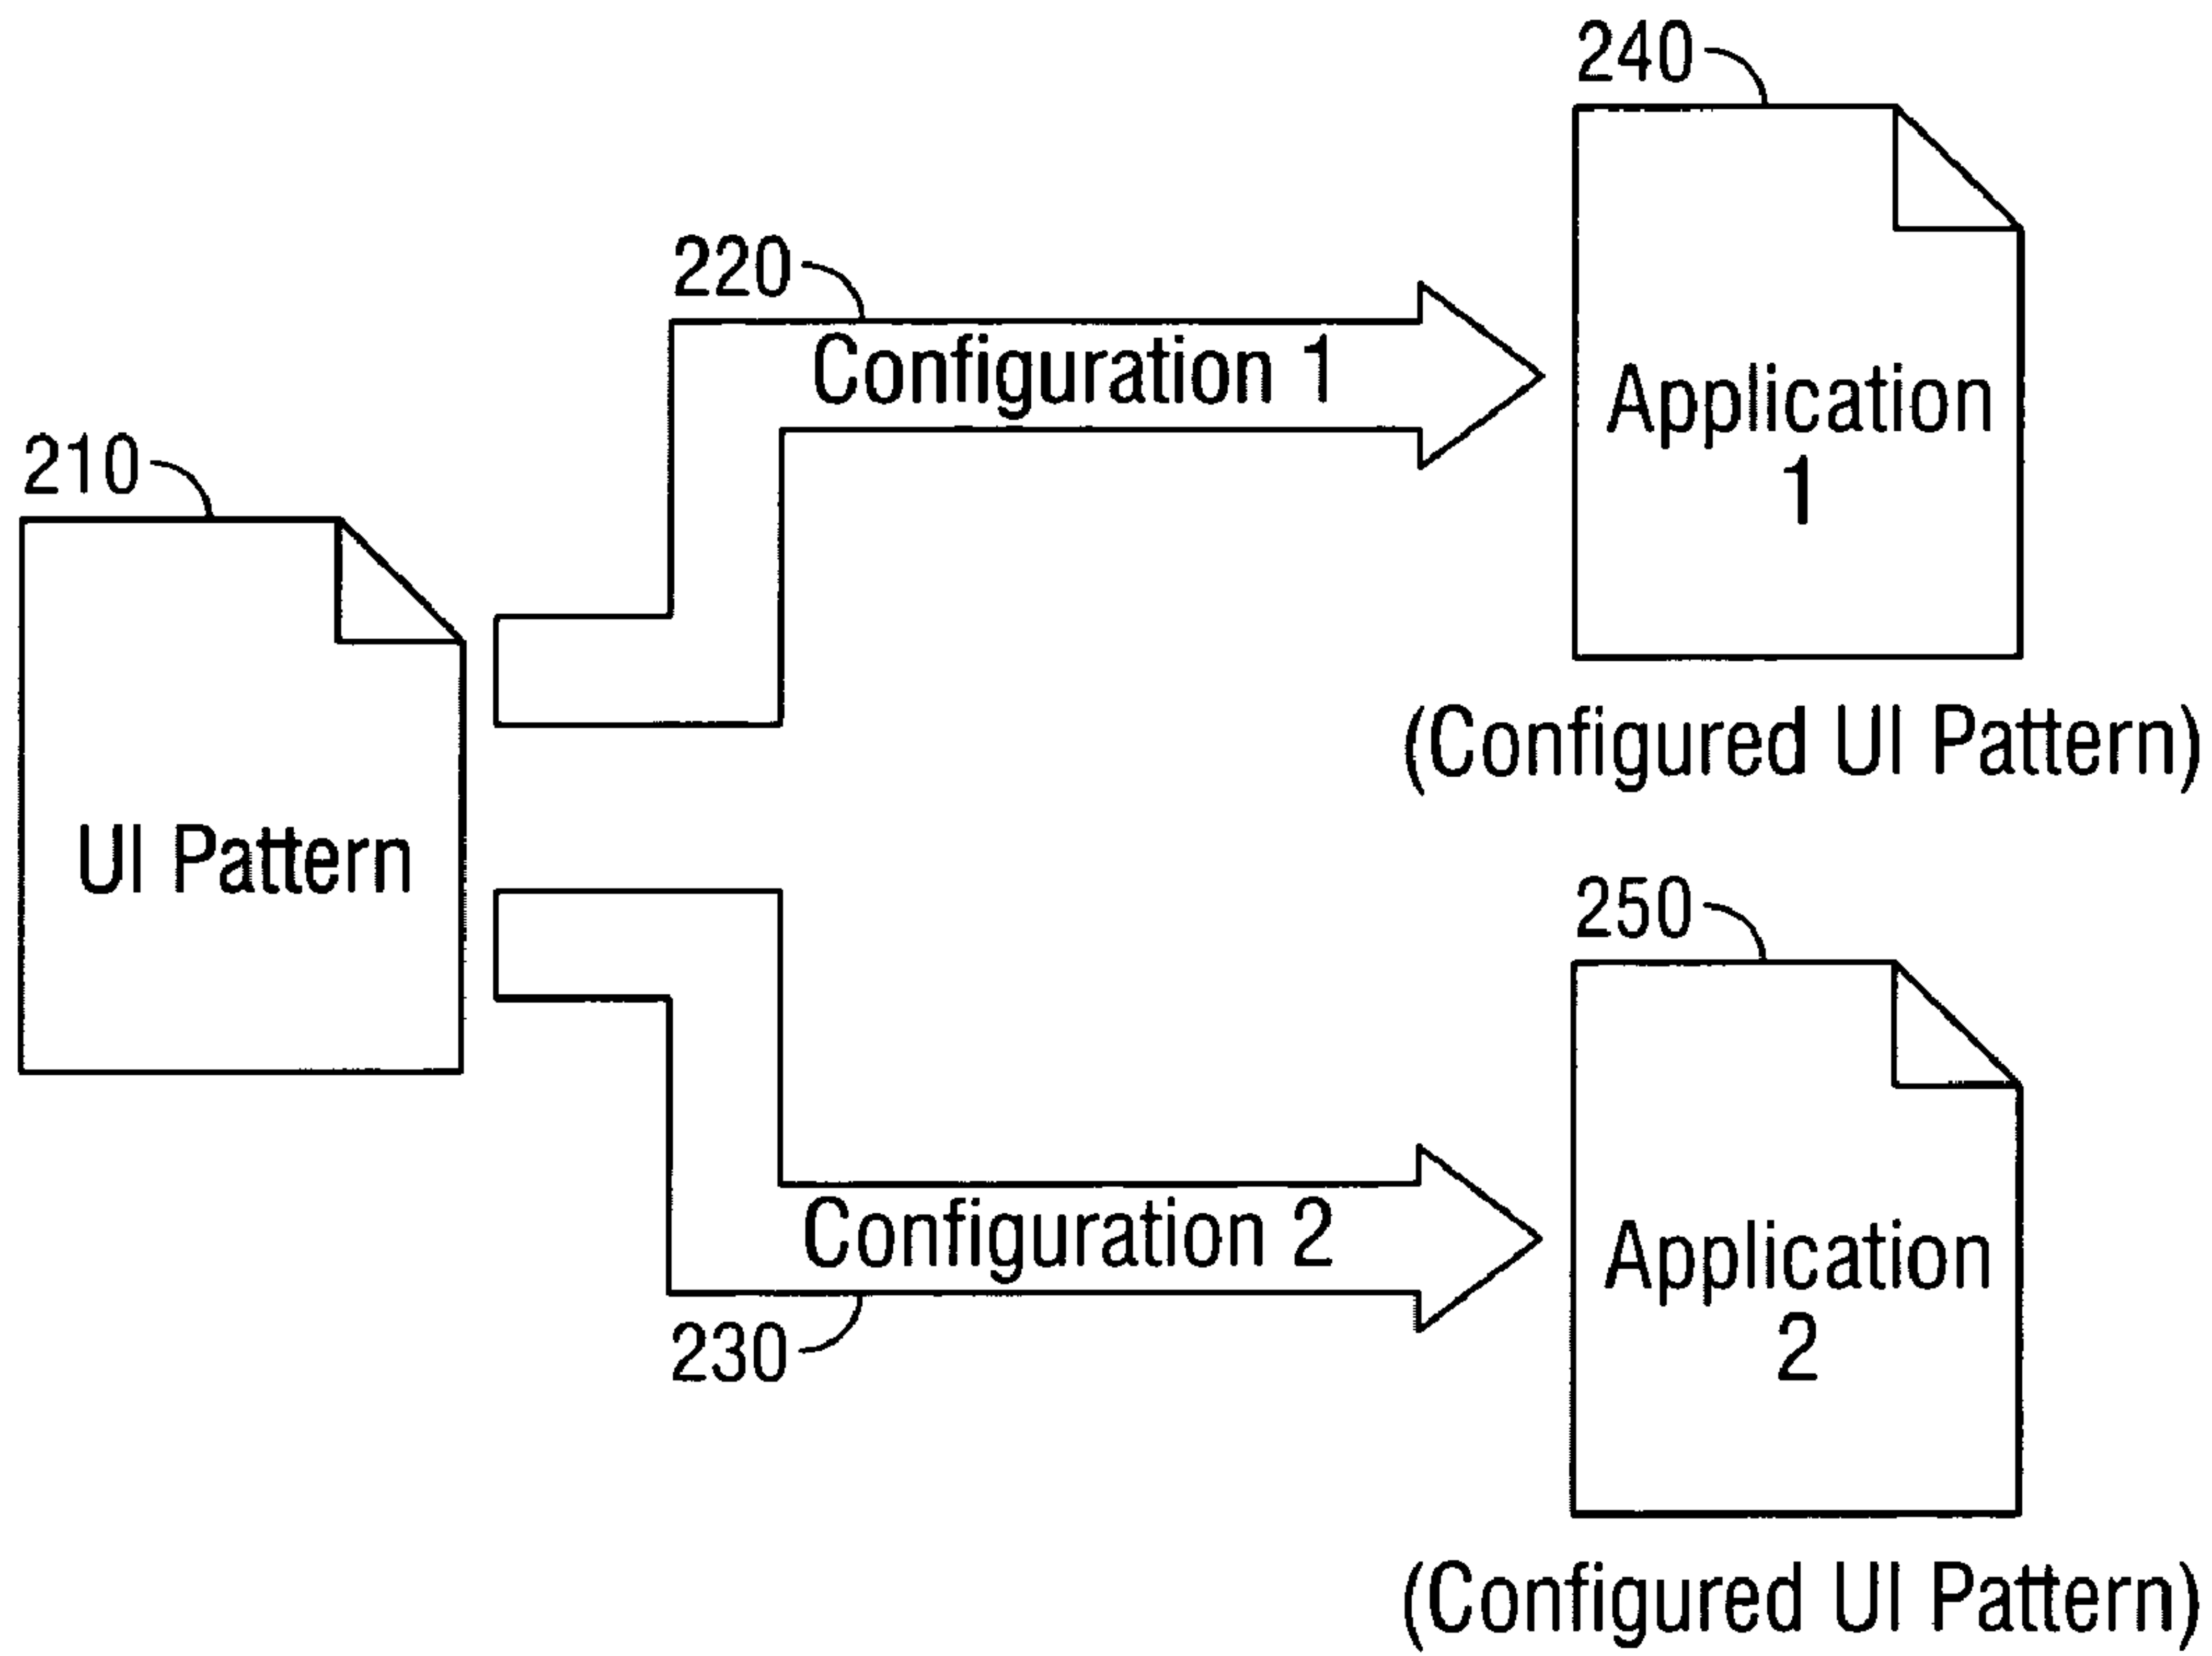 240
220
Configuration 1
Application
1
210
(Configured UI Pattern)
UI Pattern
250
Configuration 2
Application
2
230
(Configured UI Pattern)